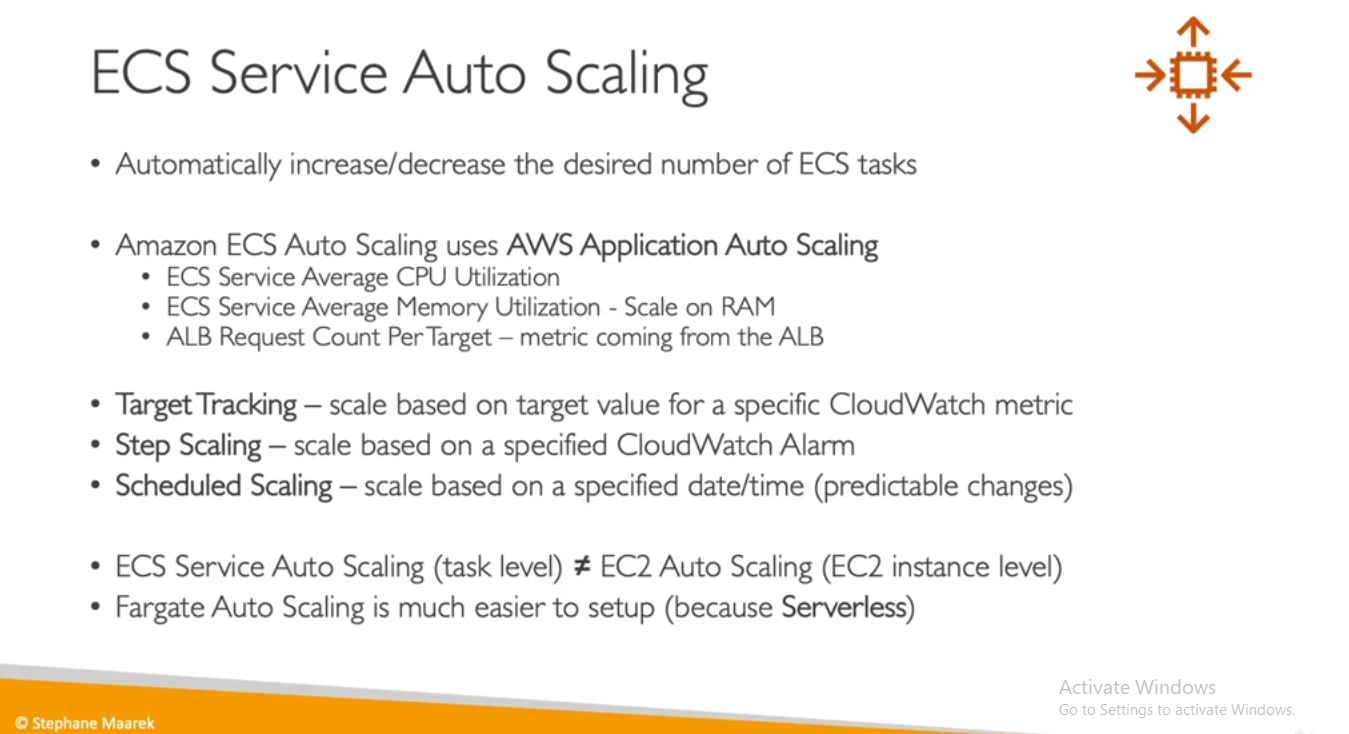 ECS Service Auto Scaling
• Automatically increase/decrease the desired number of ECS tasks
• Amazon ECS Auto Scaling uses AWS Application Auto Scaling
• ECS Service Average CPU Utilization
• ECS Service Average Memory Utilization - Scale on RAM
• ALB Request Count Per Target – metric coming from the ALB
• Target Tracking – scale based on target value for a specific CloudWatch metric
• Step Scaling – scale based on a specified CloudWatch Alarm
• Scheduled Scaling – scale based on a specified date/time (predictable changes)
• ECS Service Auto Scaling (task level) ≠ EC2 Auto Scaling (EC2 instance level)
• Fargate Auto Scaling is much easier to setup (because Serverless)
Activate Windows
Go to Settings to activate Windows.
© Stephane Maarek